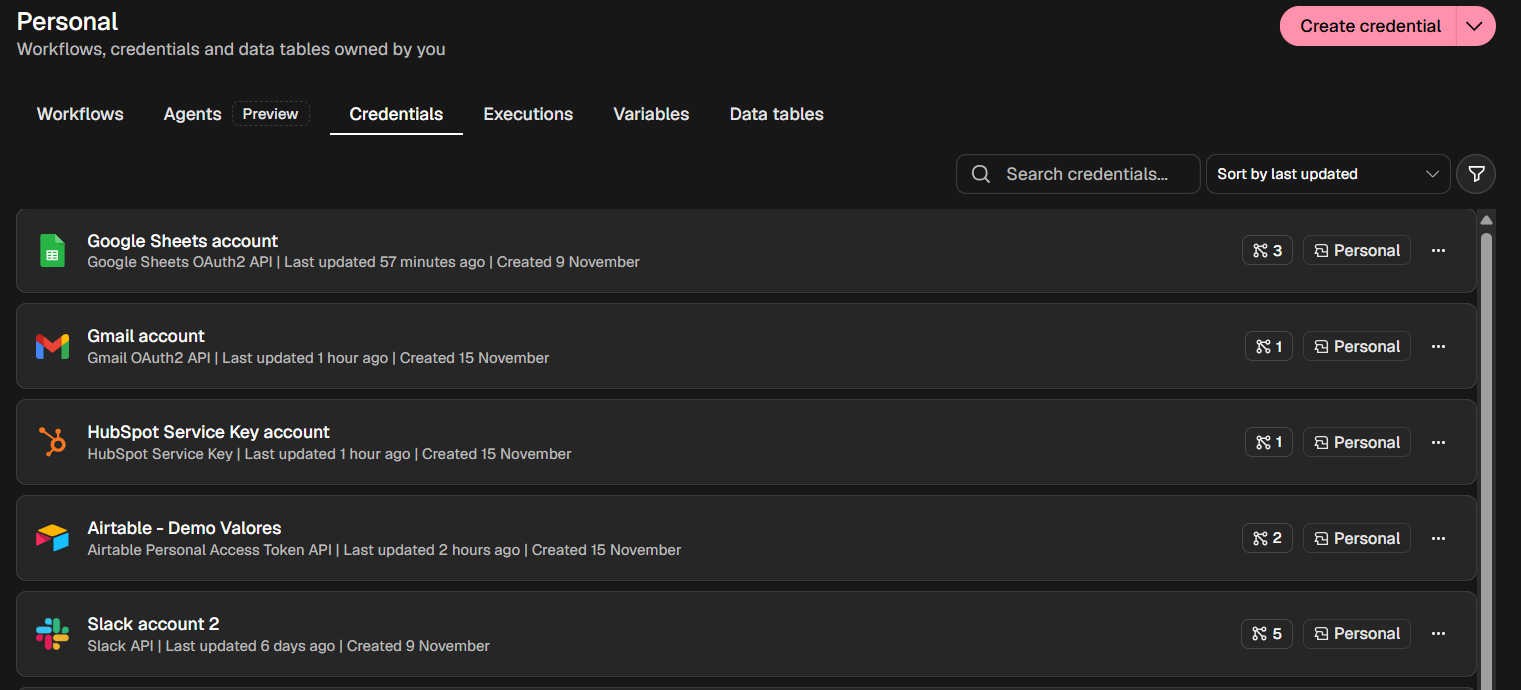 Personal
Create credential
Workflows, credentials and data tables owned by you
Workflows Agents Preview Credentials Executions Variables Data tables
Search credentials... Sort by last updated
Google Sheets account
Google Sheets OAuth2 API | Last updated 57 minutes ago | Created 9 November
3 Personal
Gmail account
Gmail OAuth2 API | Last updated 1 hour ago | Created 15 November
1 Personal
HubSpot Service Key account
HubSpot Service Key | Last updated 1 hour ago | Created 15 November
1 Personal
Airtable - Demo Valores
Airtable Personal Access Token API | Last updated 2 hours ago | Created 15 November
2 Personal
Slack account 2
Slack API | Last updated 6 days ago | Created 9 November
5 Personal